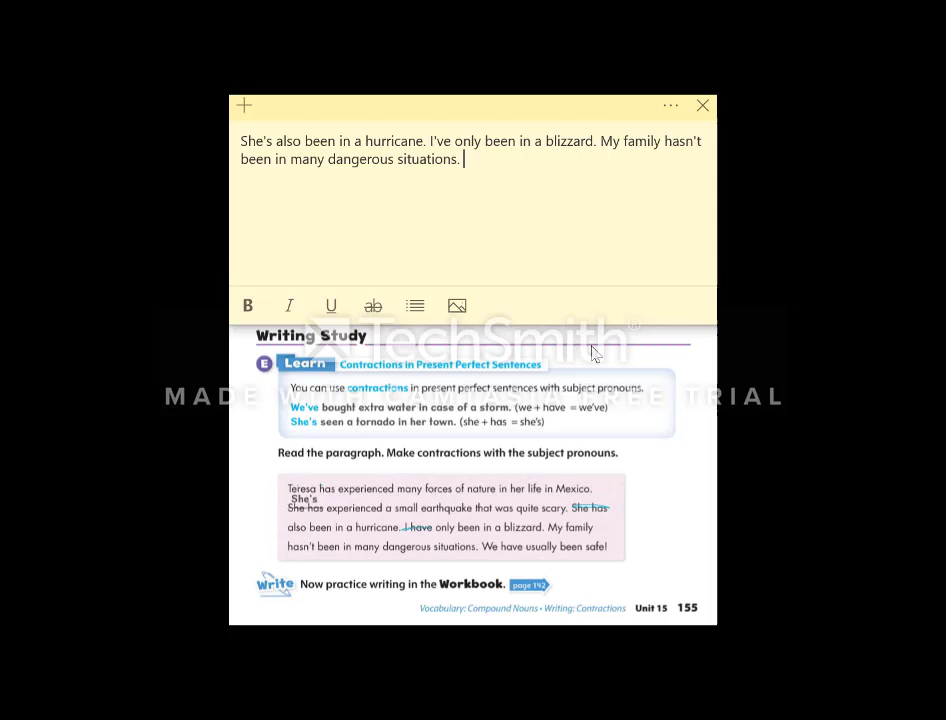 She's also been in a hurricane. I've only been in a blizzard. My family hasn't
been in many dangerous situations.
B I U ab
Writing Study
TechSmith®
E Learn Contractions in Present Perfect Sentences
You can use contractions in present perfect sentences with subject pronouns.
MADE WITH CAMTASIA FREE TRIAL
We've bought extra water in case of a storm. (we + have = we've)
She's seen a tornado in her town. (she + has = she's)
Read the paragraph. Make contractions with the subject pronouns.
Teresa has experienced many forces of nature in her life in Mexico.
She's
She has experienced a small earthquake that was quite scary. She has
also been in a hurricane. I have only been in a blizzard. My family
hasn't been in many dangerous situations. We have usually been safe!
Write Now practice writing in the Workbook. page 142
Vocabulary: Compound Nouns • Writing: Contractions Unit 15 155